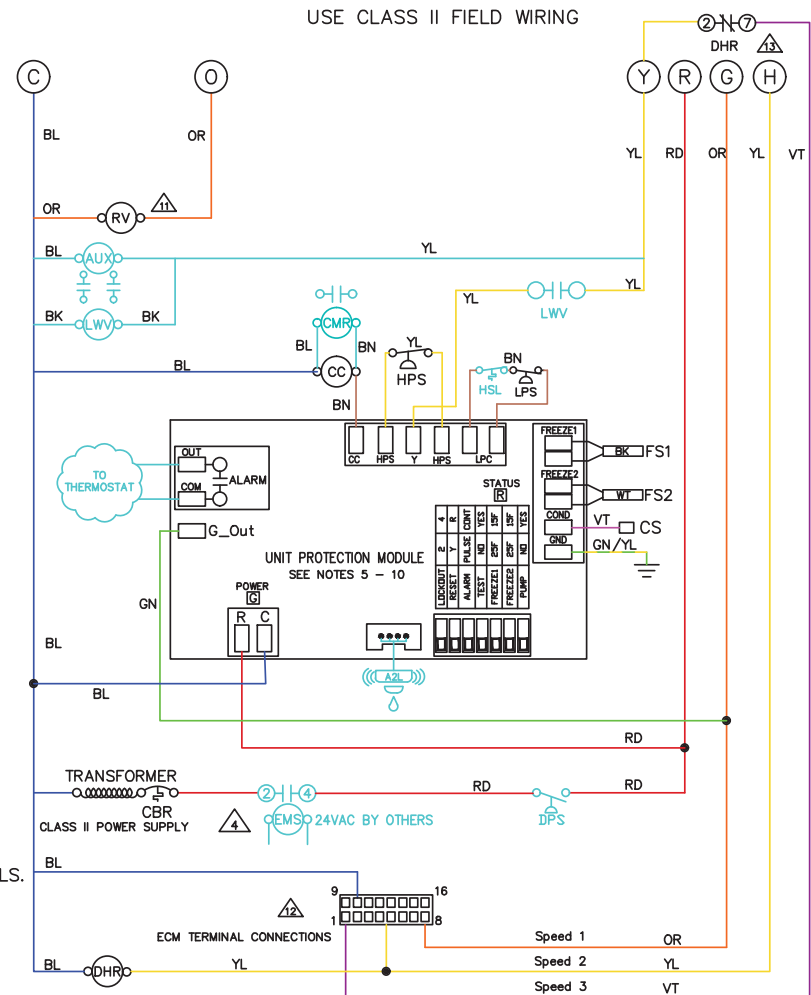 USE CLASS II FIELD WIRING
2 7
DHR 13
C O Y R G H
BL OR YL RD OR YL VT
OR RV 11
BL AUX YL
BK LWV BK
YL LWV YL
CMR
BL BN
BL CC
BN
YL
HPS
BN
HSL LPS
CC HPS Y HPS LPC
FREEZE1
BK FS1
FREEZE2
WT FS2
COND
VT CS
GND
GN/YL
OUT
COM
ALARM
TO
THERMOSTAT
G_Out
STATUS
R
UNIT PROTECTION MODULE
SEE NOTES 5 - 10
LOCKOUT 2 4
RESET Y R
ALARM PULSE CONT
TEST NO YES
FREEZE1 25F 15F
FREEZE2 25F 15F
PUMP NO YES
POWER
G
R C
GN
BL
BL
A2L
RD
TRANSFORMER
CBR
CLASS II POWER SUPPLY
4
2 4
EMS 24VAC BY OTHERS
RD
DPS
RD
LS.
BL
9 16
1 8
12
ECM TERMINAL CONNECTIONS
Speed 1 OR
BL DHR YL
Speed 2 YL
Speed 3 VT